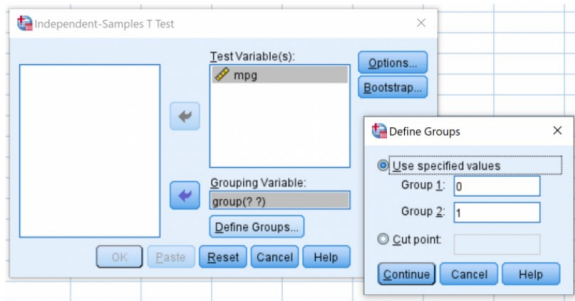 Independent-Samples T Test
Test Variable(s):
mpg
Options...
Bootstrap...
Grouping Variable:
group(? ?)
Define Groups...
OK Paste Reset Cancel Help
Define Groups
Use specified values
Group 1: 0
Group 2: 1
Cut point:
Continue Cancel Help